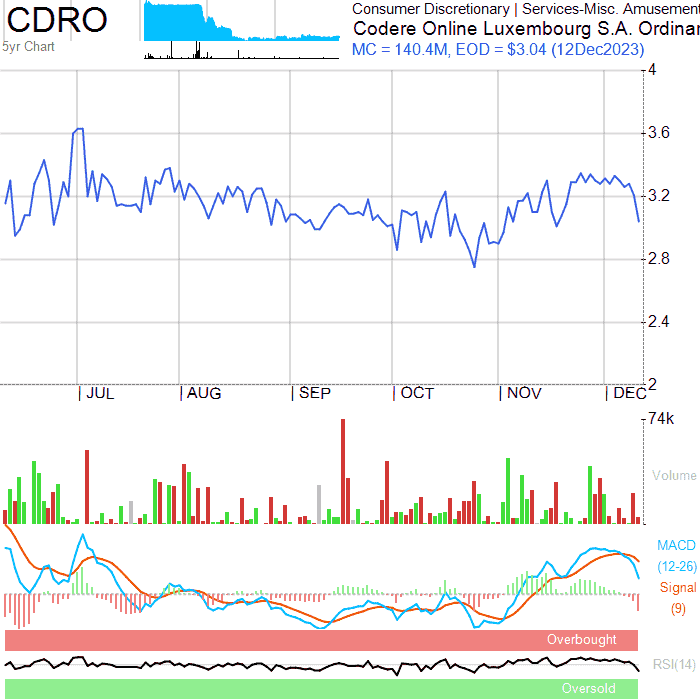 CDRO
5yr Chart
Consumer Discretionary | Services-Misc. Amusement
Codere Online Luxembourg S.A. Ordinar
MC = 140.4M, EOD = $3.04 (12Dec2023)
4
3.6
3.2
2.8
2.4
2
| JUL | AUG | SEP | OCT | NOV | DEC
74k
Volume
MACD
(12-26)
Signal
(9)
Overbought
RSI(14)
Oversold